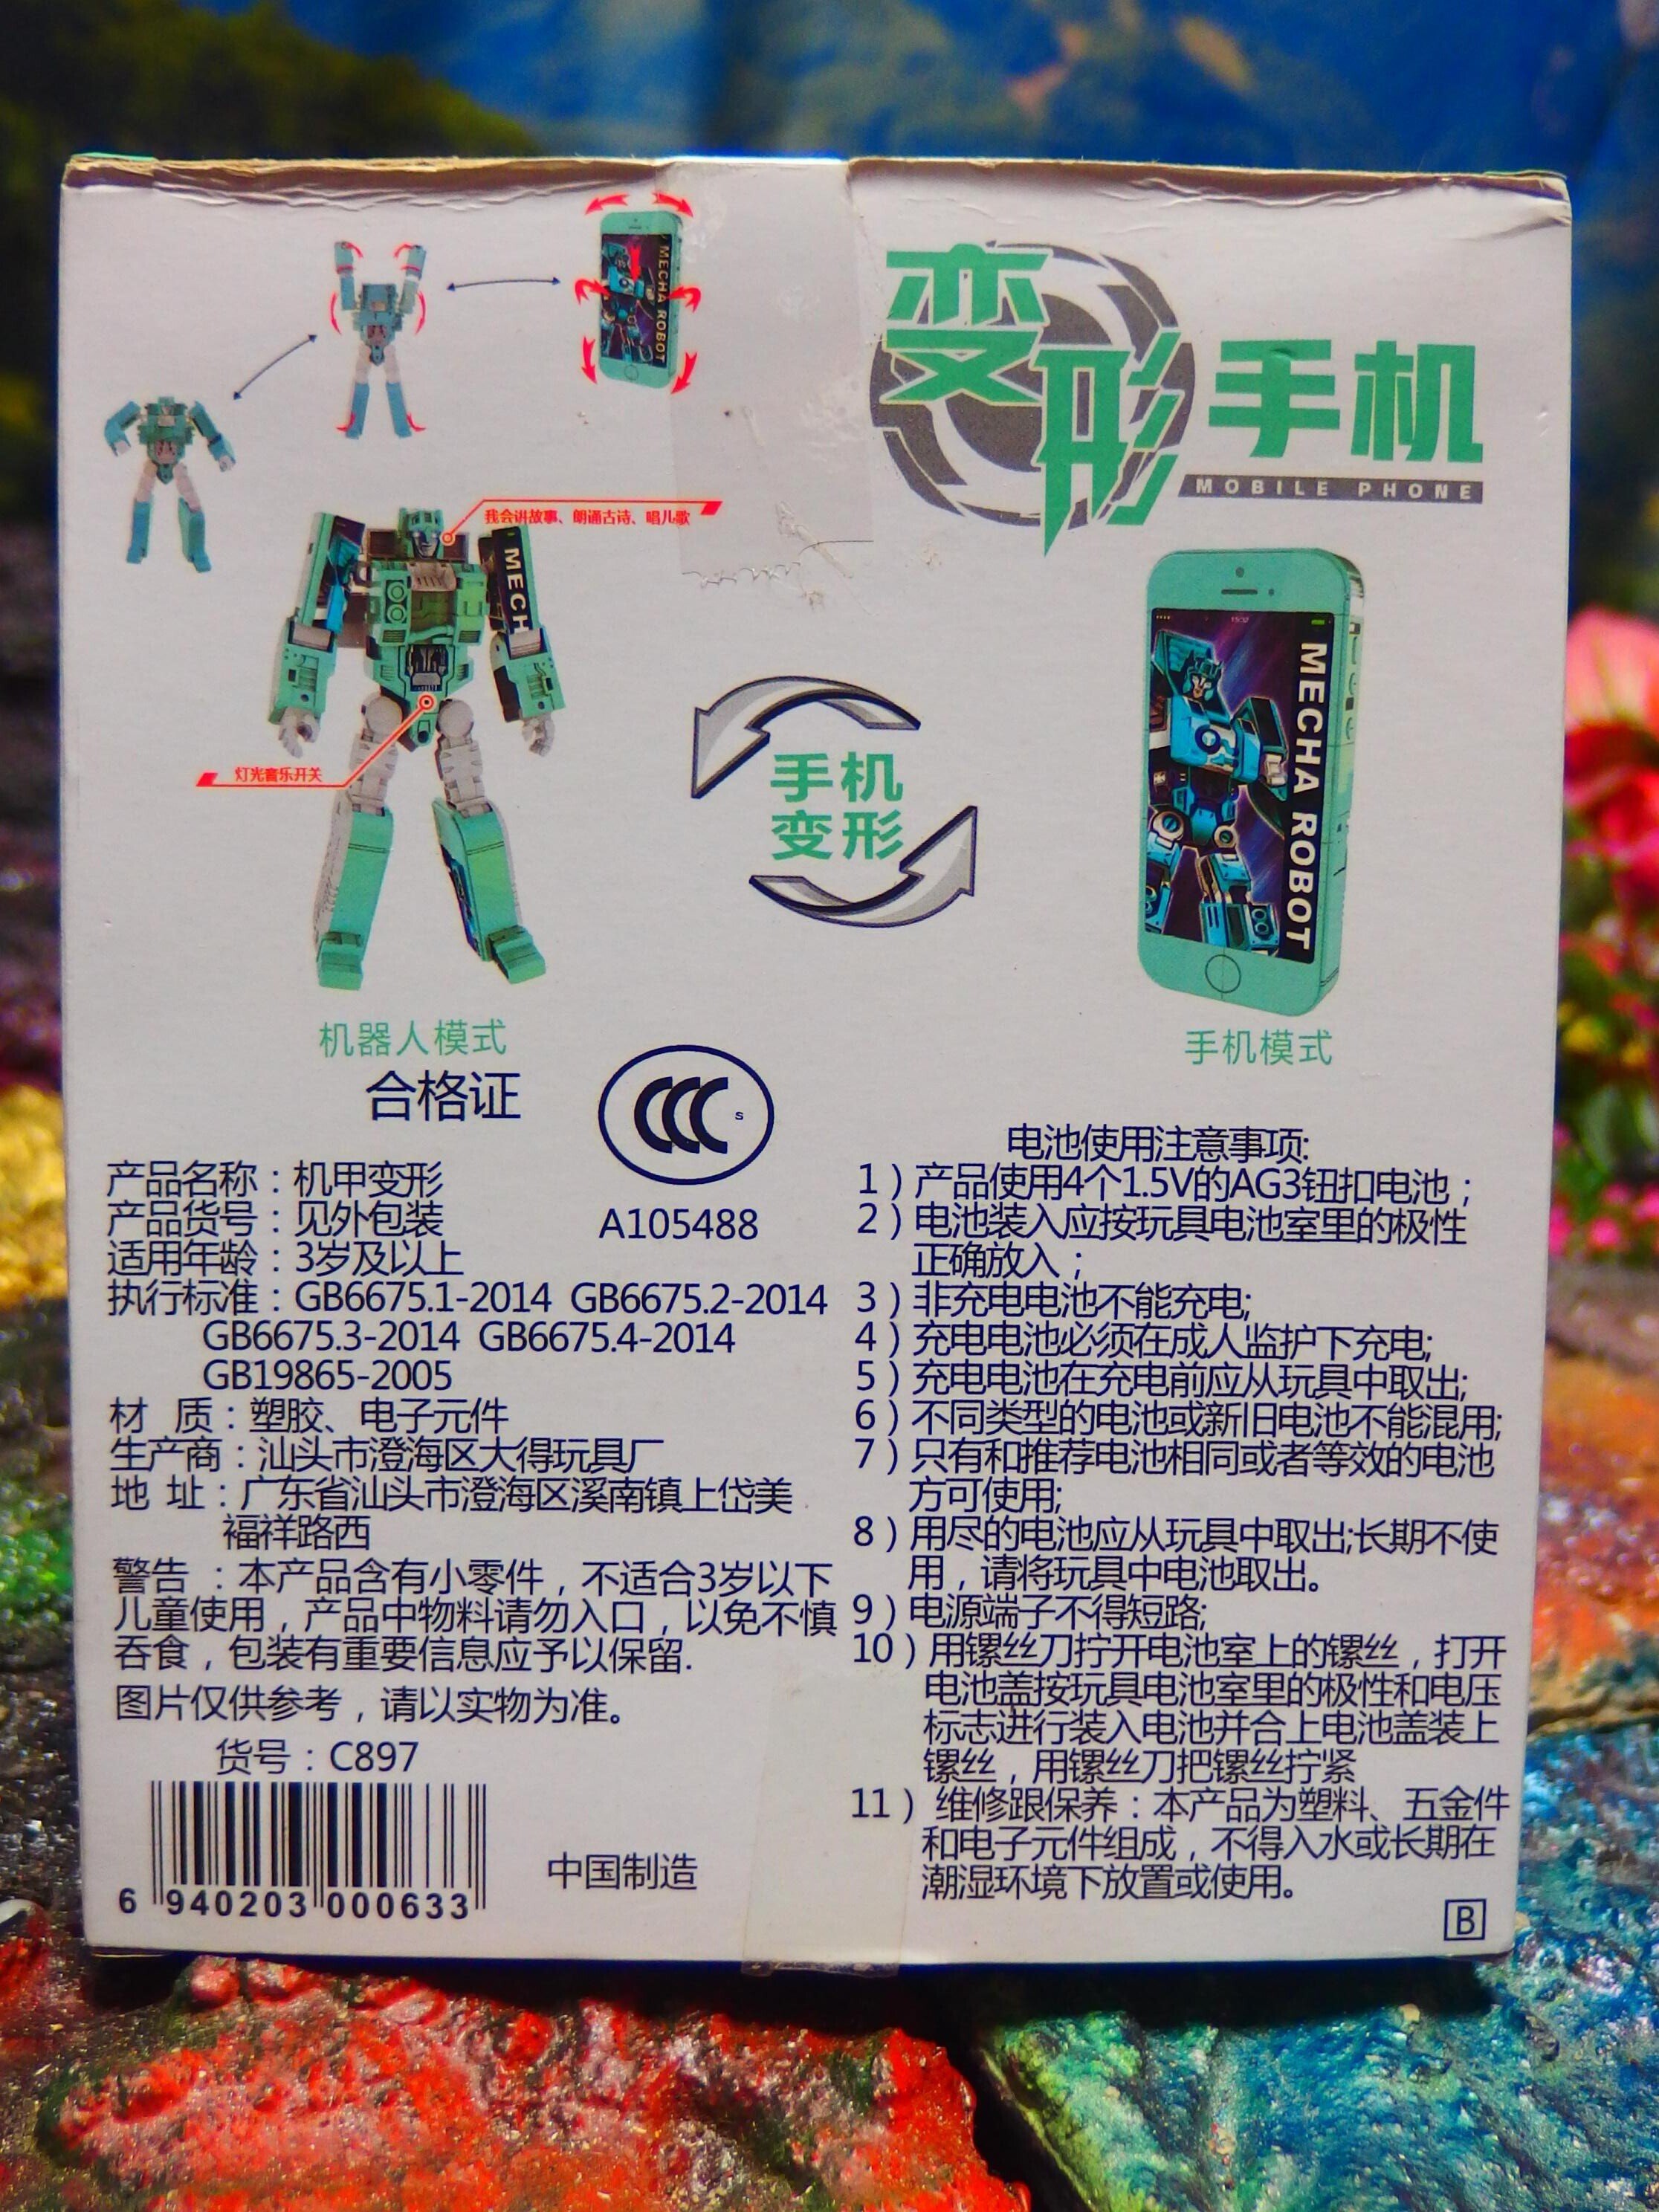 变形手机
MOBILE PHONE
MECHA ROBOT
我会讲故事、朗诵古诗、唱儿歌
MECH
灯光音乐开关
手机
变形
15:32
MECHA ROBOT
机器人模式
手机模式
合格证
CCC S
A105488
产品名称：机甲变形
产品货号：见外包装
适用年龄：3岁及以上
执行标准：GB6675.1-2014 GB6675.2-2014
GB6675.3-2014 GB6675.4-2014
GB19865-2005
材 质：塑胶、电子元件
生产商：汕头市澄海区大得玩具厂
地 址：广东省汕头市澄海区溪南镇上岱美
福祥路西
警告：本产品含有小零件，不适合3岁以下
儿童使用，产品中物料请勿入口，以免不慎
吞食，包装有重要信息应予以保留.
图片仅供参考，请以实物为准。
货号：C897
6 940203 000633
中国制造
电池使用注意事项:
1）产品使用4个1.5V的AG3钮扣电池；
2）电池装入应按玩具电池室里的极性
正确放入；
3）非充电电池不能充电;
4）充电电池必须在成人监护下充电;
5）充电电池在充电前应从玩具中取出;
6）不同类型的电池或新旧电池不能混用;
7）只有和推荐电池相同或者等效的电池
方可使用;
8）用尽的电池应从玩具中取出;长期不使
用，请将玩具中电池取出。
9）电源端子不得短路;
10）用镙丝刀拧开电池室上的镙丝，打开
电池盖按玩具电池室里的极性和电压
标志进行装入电池并合上电池盖装上
镙丝，用镙丝刀把镙丝拧紧
11）维修跟保养：本产品为塑料、五金件
和电子元件组成，不得入水或长期在
潮湿环境下放置或使用。
B